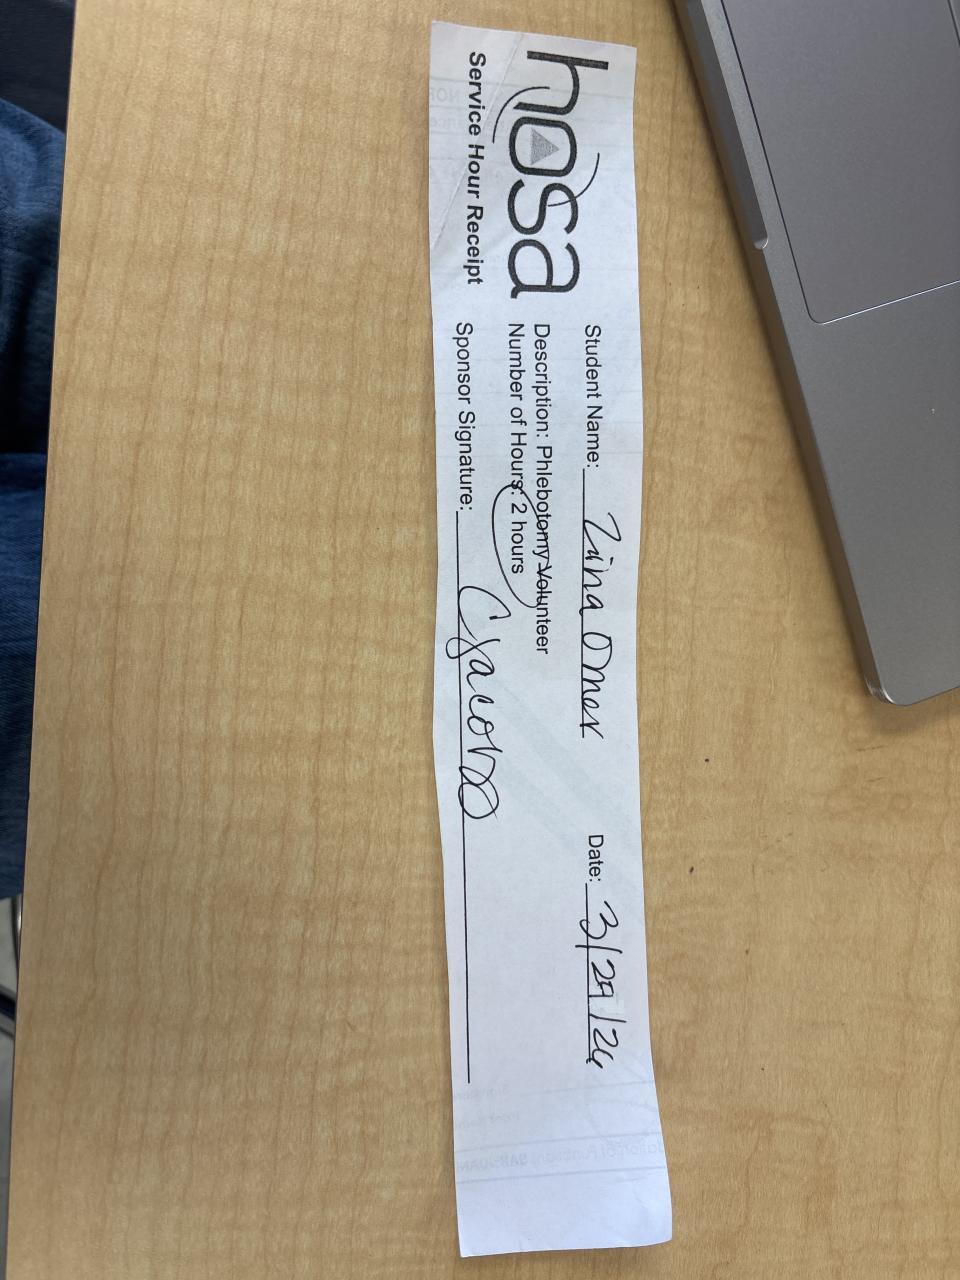 hosa
Service Hour Receipt
Student Name: Zaina Omer Date: 3/29/24
Description: Phlebotomy Volunteer
Number of Hours: 2 hours
Sponsor Signature: